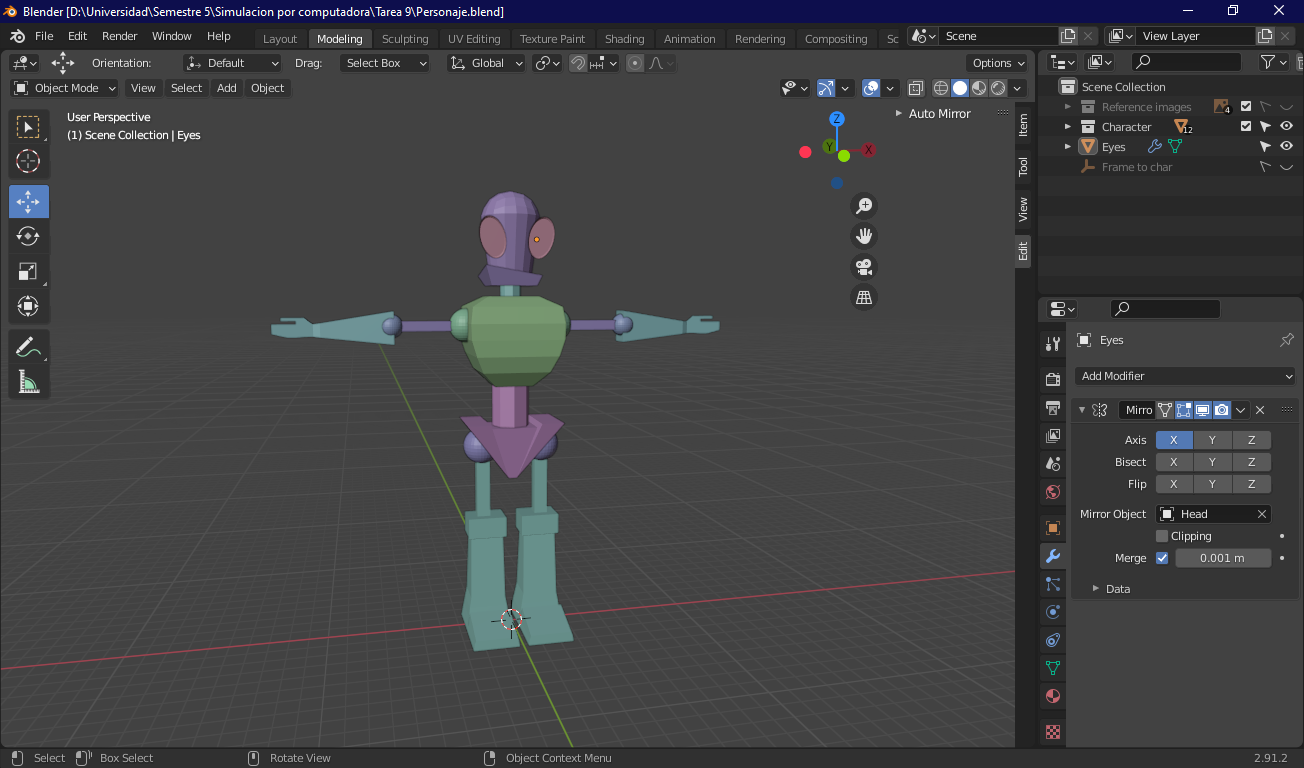 Blender [D:\Universidad\Semestre 5\Simulacion por computadora\Tarea 9\Personaje.blend]
File Edit Render Window Help Layout Modeling Sculpting UV Editing Texture Paint Shading Animation Rendering Compositing Sc Scene View Layer
Orientation: Default Drag: Select Box Global Options
Object Mode View Select Add Object
User Perspective
(1) Scene Collection | Eyes
Auto Mirror
Z
Y
X
Item
Tool
View
Edit
Scene Collection
Reference images 4
Character 12
Eyes
Frame to char
Eyes
Add Modifier
Mirro
Axis X Y Z
Bisect X Y Z
Flip X Y Z
Mirror Object Head
Clipping
Merge 0.001 m
Data
Select Box Select Rotate View Object Context Menu 2.91.2